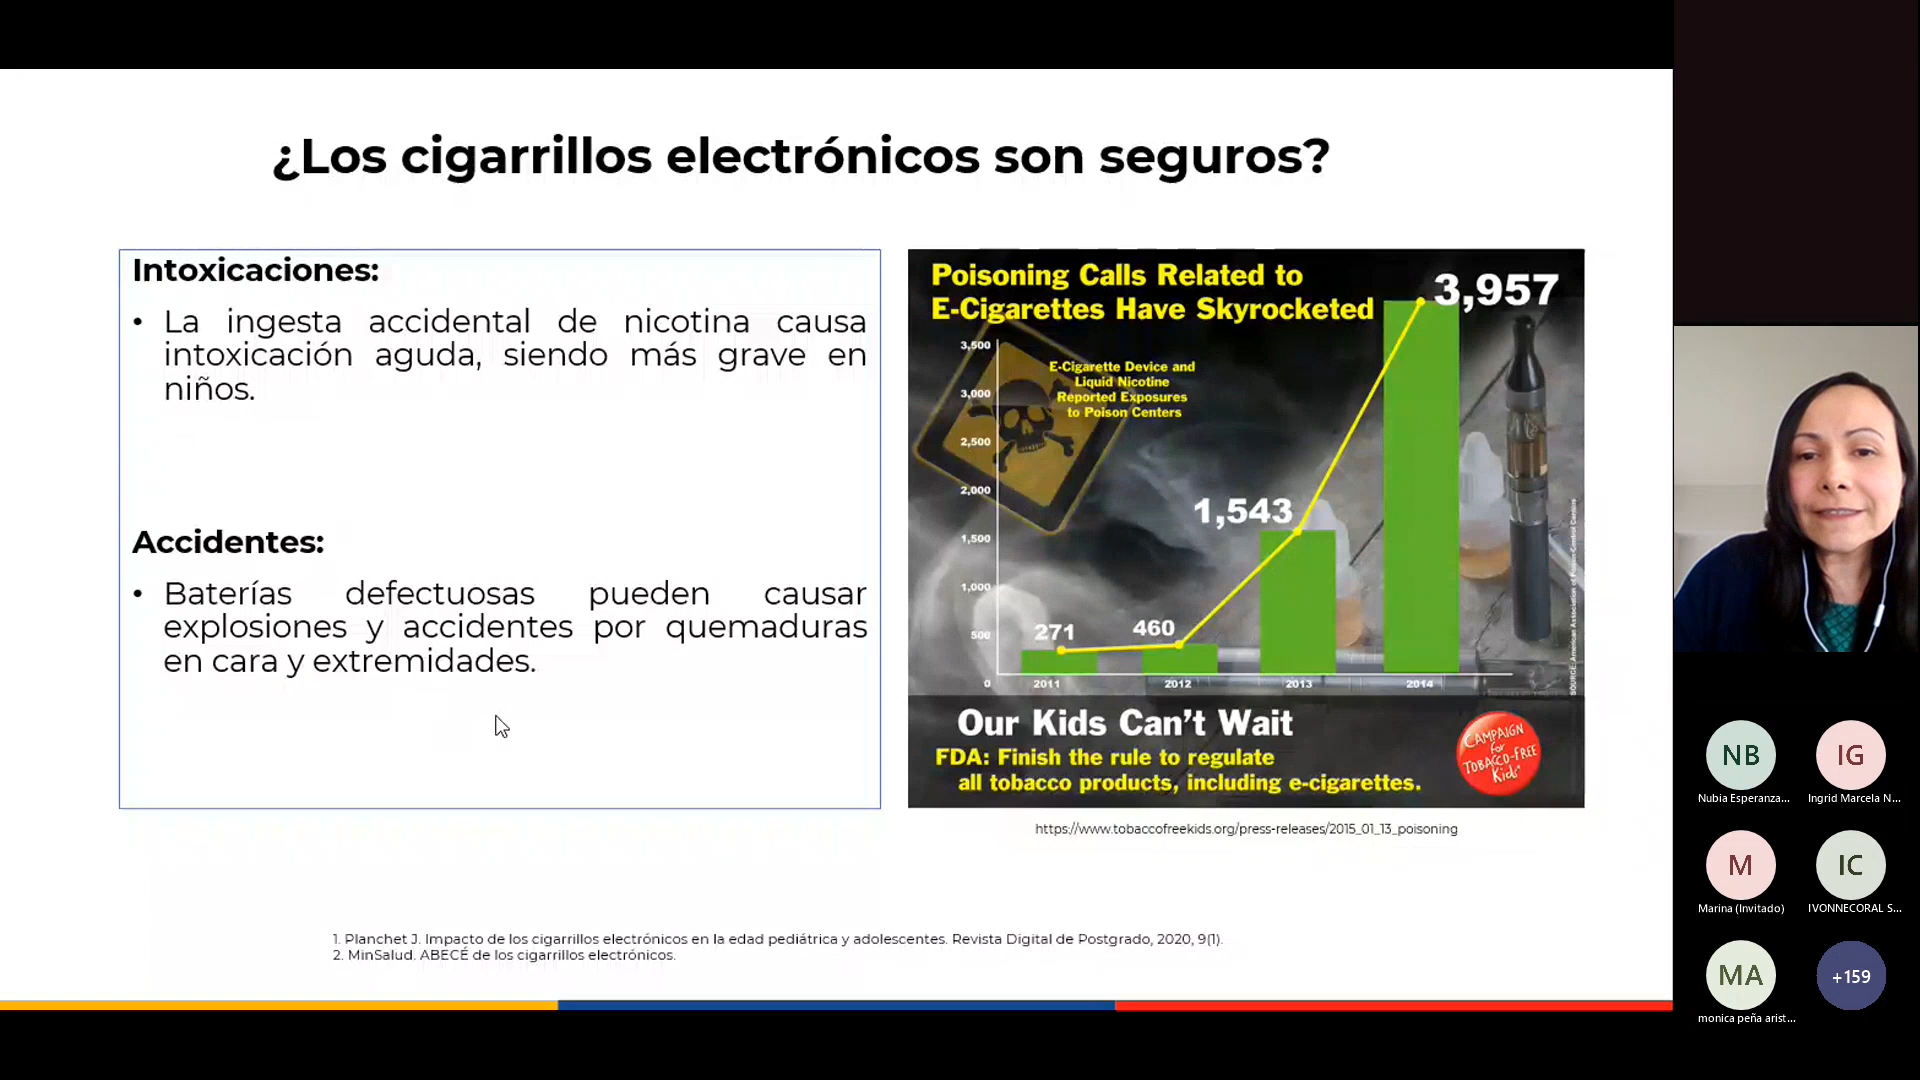 ¿Los cigarrillos electrónicos son seguros?
Intoxicaciones:
• La ingesta accidental de nicotina causa
intoxicación aguda, siendo más grave en
niños.
Accidentes:
• Baterías defectuosas pueden causar
explosiones y accidentes por quemaduras
en cara y extremidades.
Poisoning Calls Related to
E-Cigarettes Have Skyrocketed
3,957
E-Cigarette Device and
Liquid Nicotine
Reported Exposures
to Poison Centers
3,500
3,000
2,500
2,000
1,500
1,000
500
0
271
460
1,543
2011
2012
2013
2014
SOURCE: American Association of Poison Control Centers
Our Kids Can't Wait
FDA: Finish the rule to regulate
all tobacco products, including e-cigarettes.
CAMPAIGN
for
TOBACCO-FREE
Kids
https://www.tobaccofreekids.org/press-releases/2015_01_13_poisoning
1. Planchet J. Impacto de los cigarrillos electrónicos en la edad pediátrica y adolescentes. Revista Digital de Postgrado, 2020, 9(1).
2. MinSalud. ABECÉ de los cigarrillos electrónicos.
NB
Nubia Esperanza...
IG
Ingrid Marcela N...
M
Marina (Invitado)
IC
IVONNECORAL S...
MA
monica peña arist...
+159